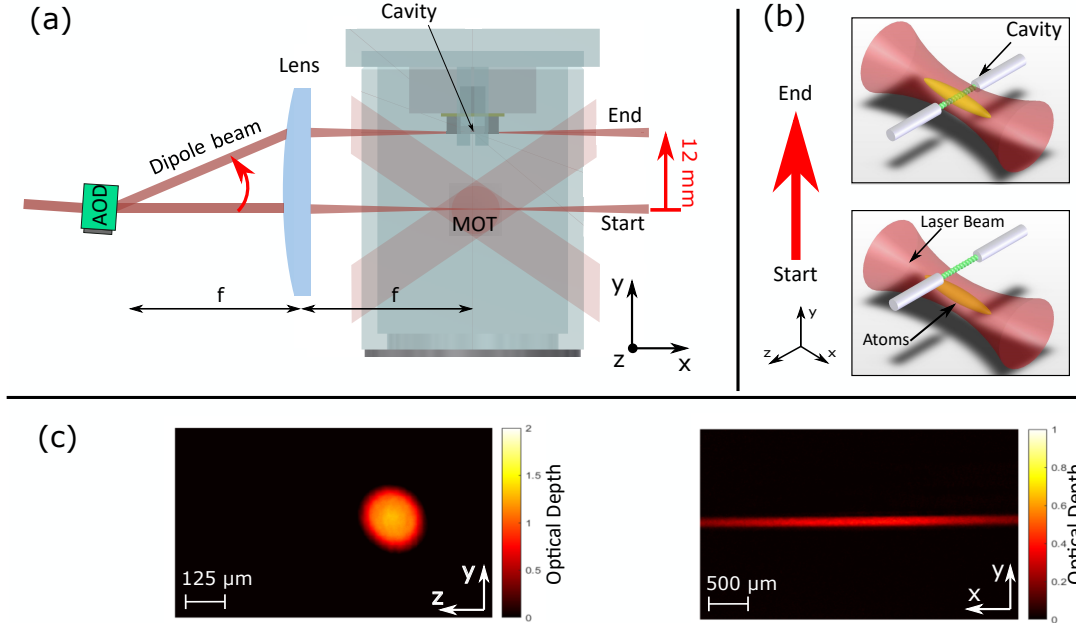 (a)
Cavity
Lens
Dipole beam
AOD
MOT
End
12 mm
Start
f
f
y
z
x
(b)
End
Start
y
z
x
Cavity
Laser Beam
Atoms
(c)
125 μm
y
z
2
1.5
1
0.5
0
Optical Depth
500 μm
y
x
1
0.8
0.6
0.4
0.2
0
Optical Depth